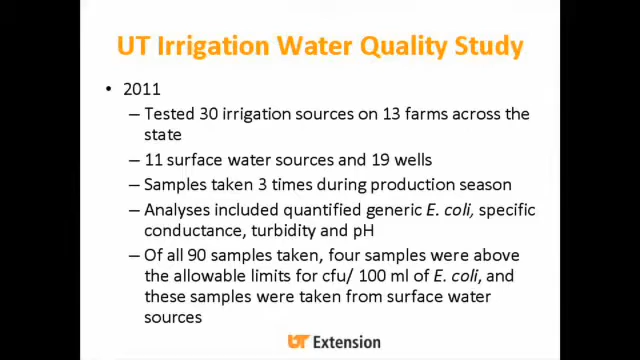 UT Irrigation Water Quality Study
• 2011
– Tested 30 irrigation sources on 13 farms across the
state
– 11 surface water sources and 19 wells
– Samples taken 3 times during production season
– Analyses included quantified generic E. coli, specific
conductance, turbidity and pH
– Of all 90 samples taken, four samples were above
the allowable limits for cfu/ 100 ml of E. coli, and
these samples were taken from surface water
sources
UT Extension